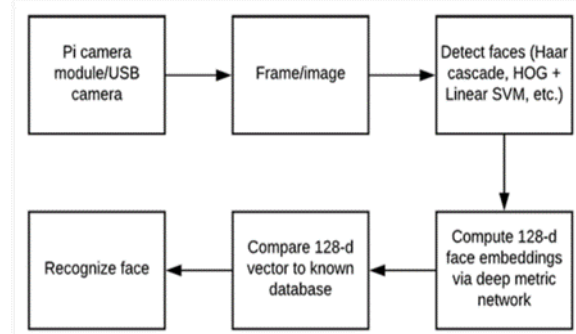 Pi camera
module/USB
camera
Frame/image
Detect faces (Haar
cascade, HOG +
Linear SVM, etc.)
Compute 128-d
face embeddings
via deep metric
network
Compare 128-d
vector to known
database
Recognize face